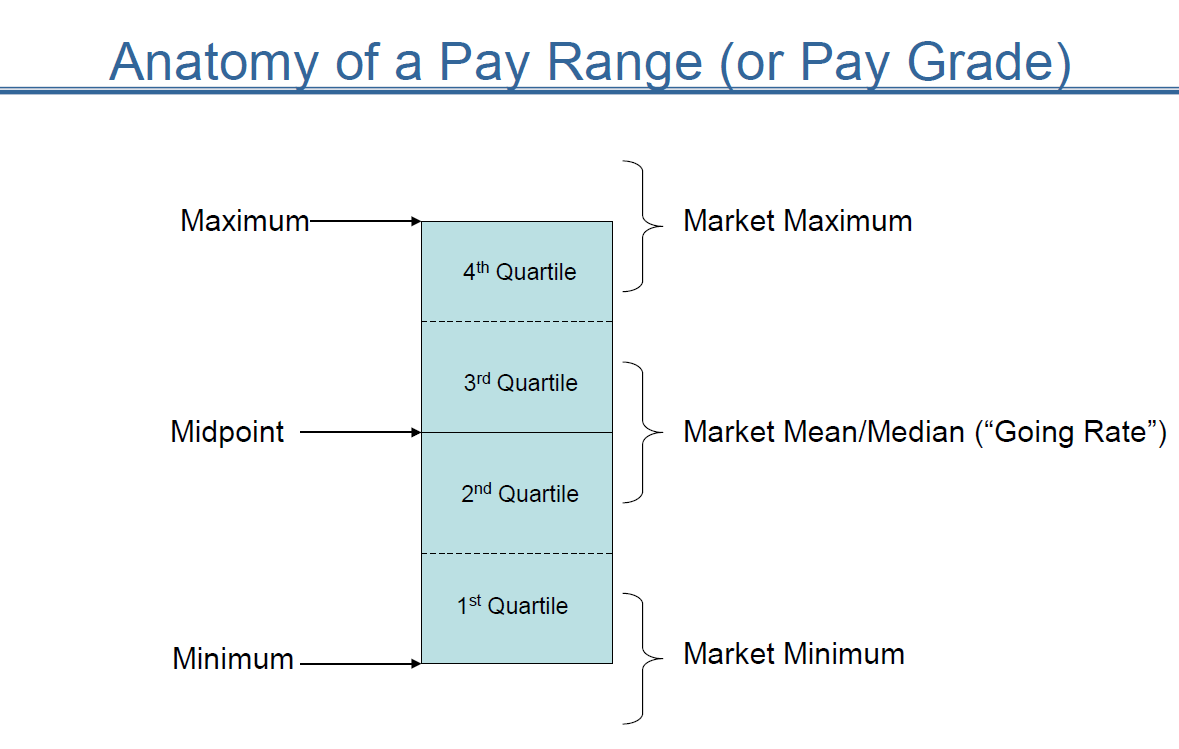 Anatomy of a Pay Range (or Pay Grade)
Maximum
4th Quartile
Market Maximum
3rd Quartile
Midpoint
Market Mean/Median (“Going Rate”)
2nd Quartile
1st Quartile
Minimum
Market Minimum